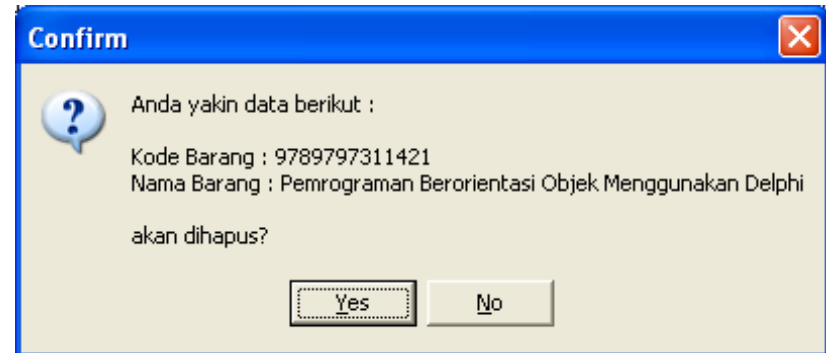 Confirm
Anda yakin data berikut :
Kode Barang : 9789797311421
Nama Barang : Pemrograman Berorientasi Objek Menggunakan Delphi
akan dihapus?
Yes No